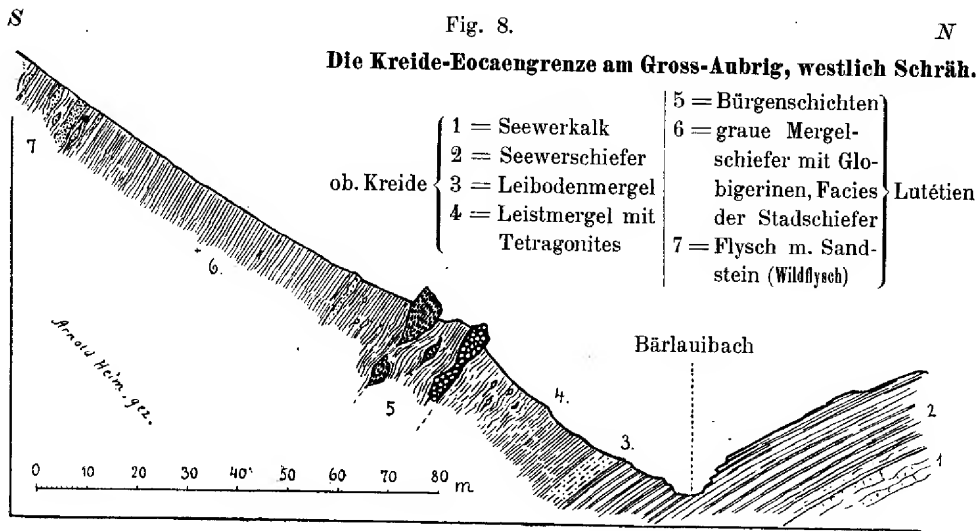 S
Fig. 8.
N
Die Kreide-Eocaengrenze am Gross-Aubrig, westlich Schräh.
ob. Kreide
1 = Seewerkalk
2 = Seewerschiefer
3 = Leibodenmergel
4 = Leistmergel mit
Tetragonites
5 = Bürgenschichten
6 = graue Mergel-
schiefer mit Glo-
bigerinen, Facies
der Stadschiefer
7 = Flysch m. Sand-
stein (Wildflysch)
Lutétien
7
6.
5
4.
3.
2
1
Bärlauibach
Arnold Heim. gez.
0 10 20 30 40 50 60 70 80 m